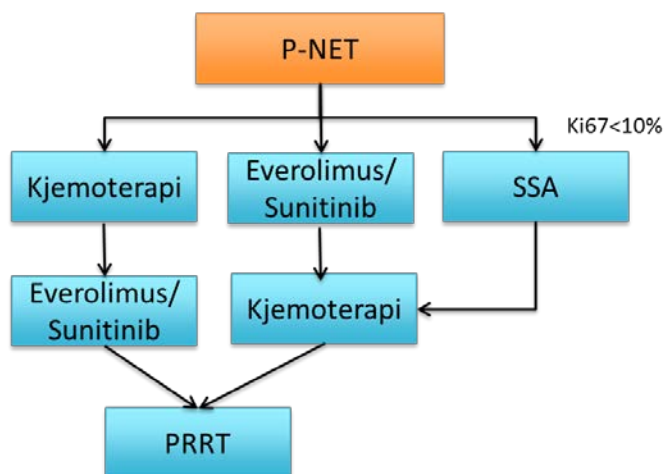 P-NET
Ki67<10%
Kjemoterapi
Everolimus/
Sunitinib
SSA
Everolimus/
Sunitinib
Kjemoterapi
PRRT